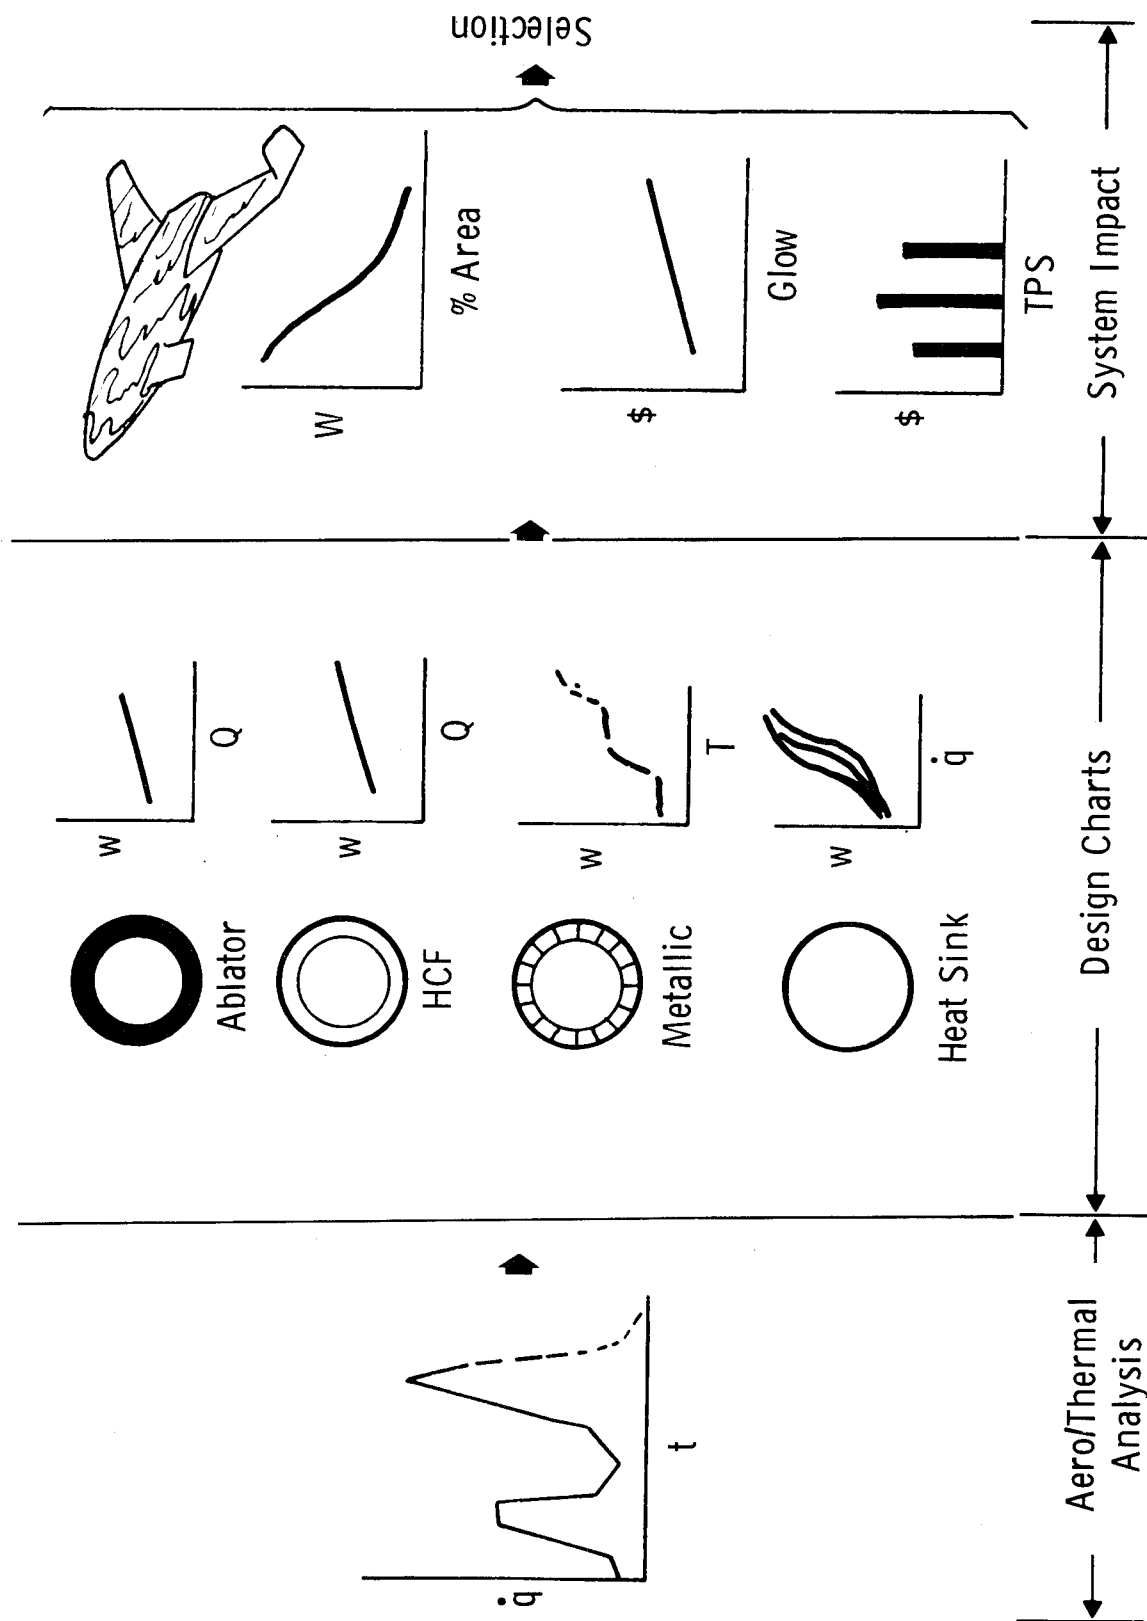 q̇
t
Aero/Thermal
Analysis
Ablator
W
Q
HCF
W
Q
Metallic
W
T
Heat Sink
W
q̇
Design Charts
W
% Area
$
Glow
$
TPS
System Impact
Selection